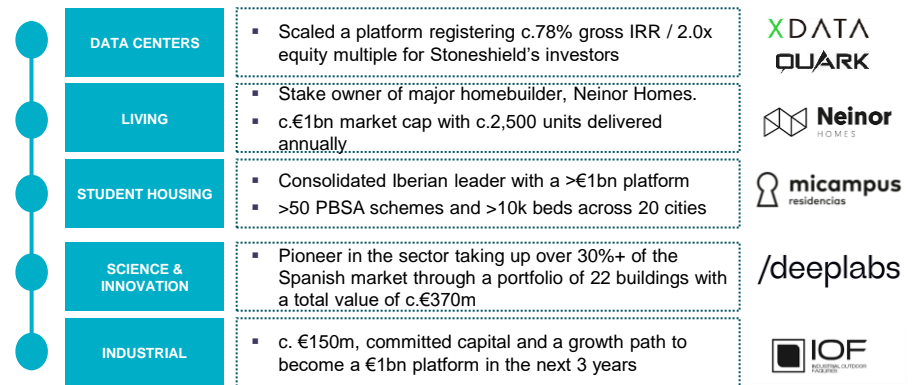 DATA CENTERS
▪ Scaled a platform registering c.78% gross IRR / 2.0x
equity multiple for Stoneshield's investors
XDATA
QUARK
LIVING
▪ Stake owner of major homebuilder, Neinor Homes.
▪ c.€1bn market cap with c.2,500 units delivered
annually
Neinor
HOMES
STUDENT HOUSING
▪ Consolidated Iberian leader with a >€1bn platform
▪ >50 PBSA schemes and >10k beds across 20 cities
micampus
residencias
SCIENCE &
INNOVATION
▪ Pioneer in the sector taking up over 30%+ of the
Spanish market through a portfolio of 22 buildings with
a total value of c.€370m
/deeplabs
INDUSTRIAL
▪ c. €150m, committed capital and a growth path to
become a €1bn platform in the next 3 years
IOF
INDUSTRIAL OUTDOOR
FACILITIES